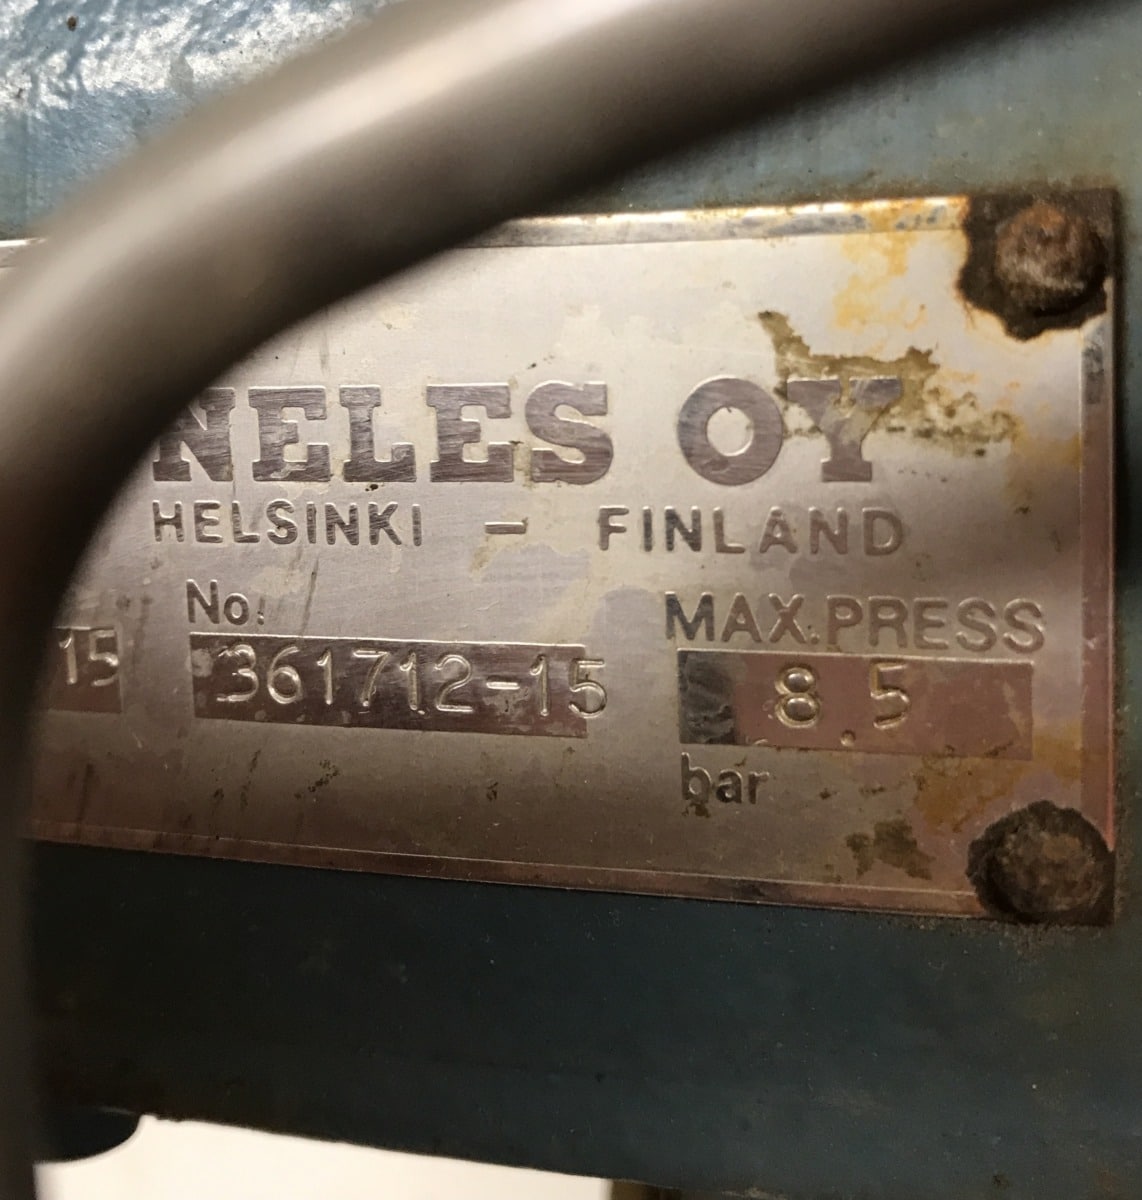 NELES OY
HELSINKI - FINLAND
No: MAX.PRESS
15 361712-15 8.5
bar